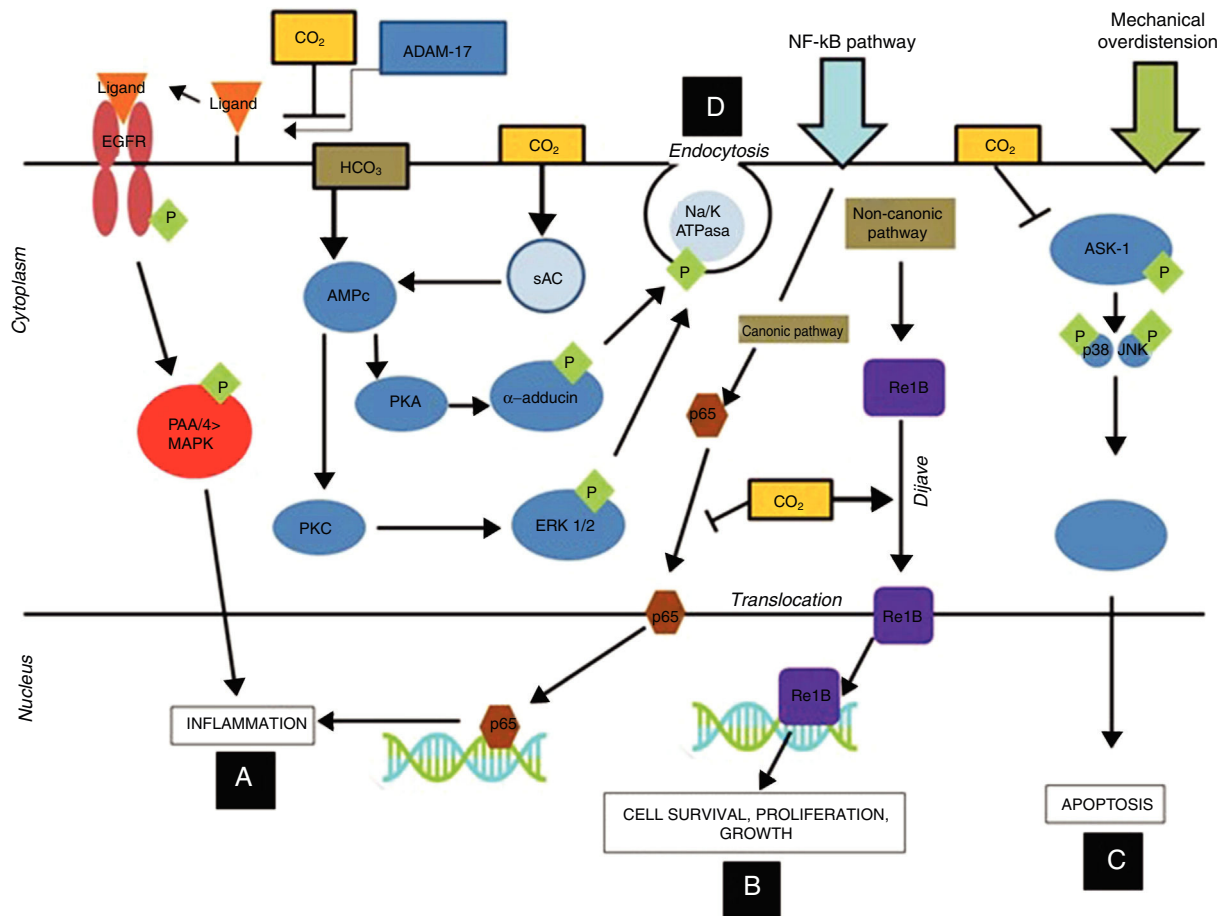 Mechanical
overdistension
NF-kB pathway
CO₂
ADAM-17
Ligand
Ligand
EGFR
D
Endocytosis
HCO₃
CO₂
CO₂
P
Na/K
ATPasa
P
Non-canonic
pathway
ASK-1
P
AMPc
sAC
Canonic pathway
P
P
p38
JNK
Cytoplasm
P
PAA/4>
MAPK
PKA
P
α–adducin
p65
Re1B
CO₂
Dijave
PKC
P
ERK 1/2
Translocation
p65
Re1B
Nucleus
INFLAMMATION
p65
Re1B
A
CELL SURVIVAL, PROLIFERATION,
GROWTH
B
APOPTOSIS
C